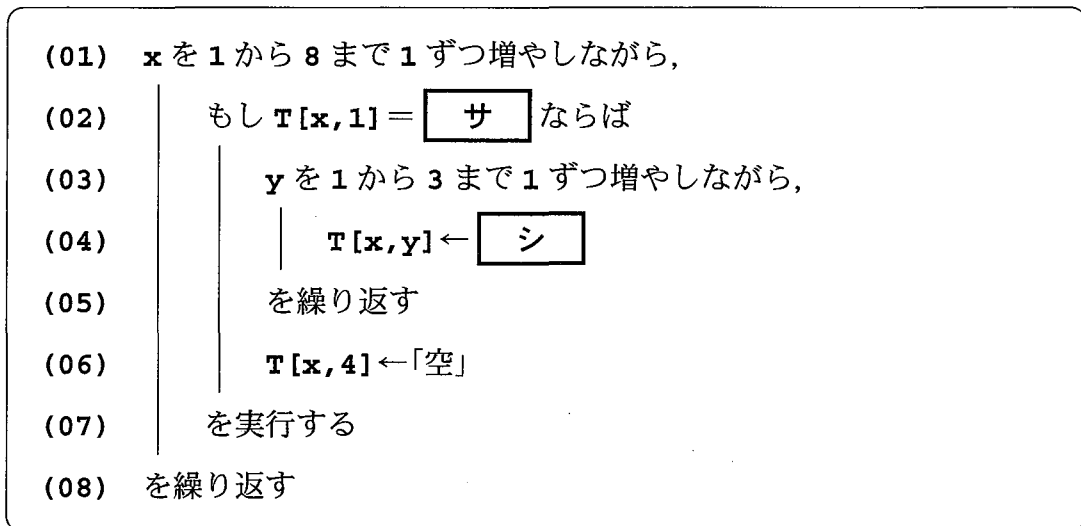 (01) xを1から8まで1ずつ増やしながら,
(02) もしT[x,1]= サ ならば
(03) yを1から3まで1ずつ増やしながら,
(04) T[x,y]← シ
(05) を繰り返す
(06) T[x,4]←「空」
(07) を実行する
(08) を繰り返す